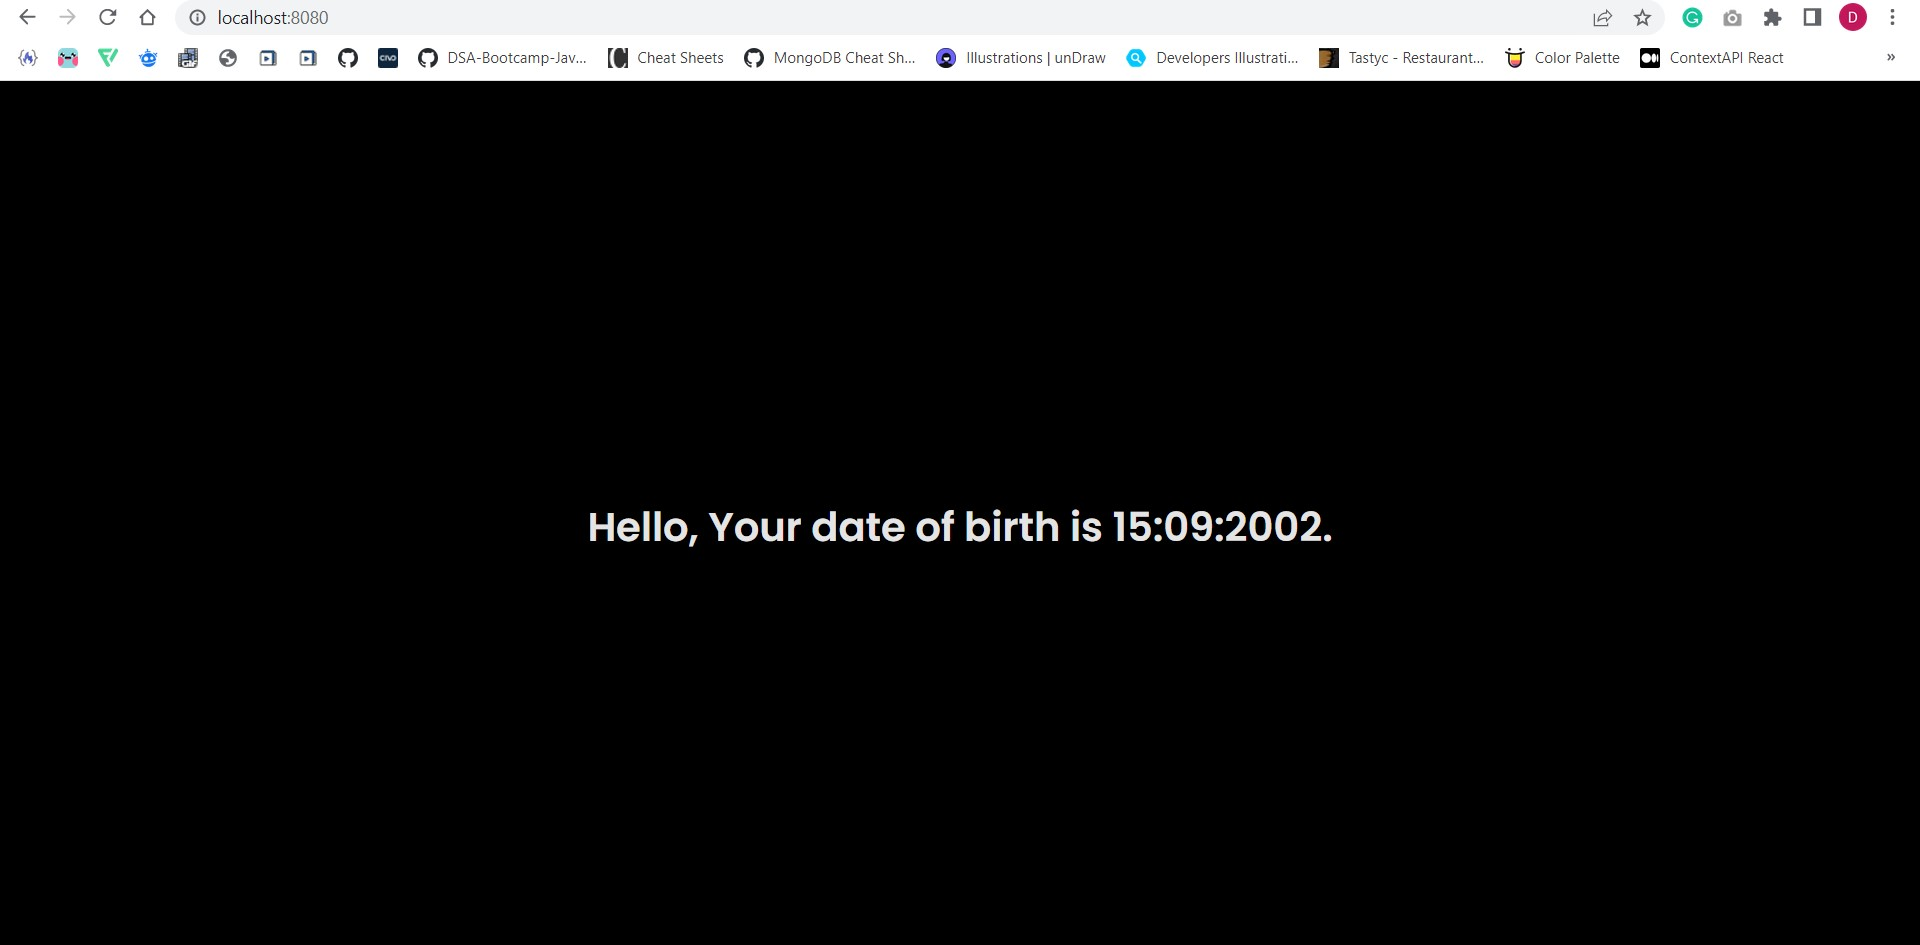 localhost:8080
D
CIVO DSA-Bootcamp-Jav... Cheat Sheets MongoDB Cheat Sh... Illustrations | unDraw Developers Illustrati... Tastyc - Restaurant... Color Palette ContextAPI React »
Hello, Your date of birth is 15:09:2002.